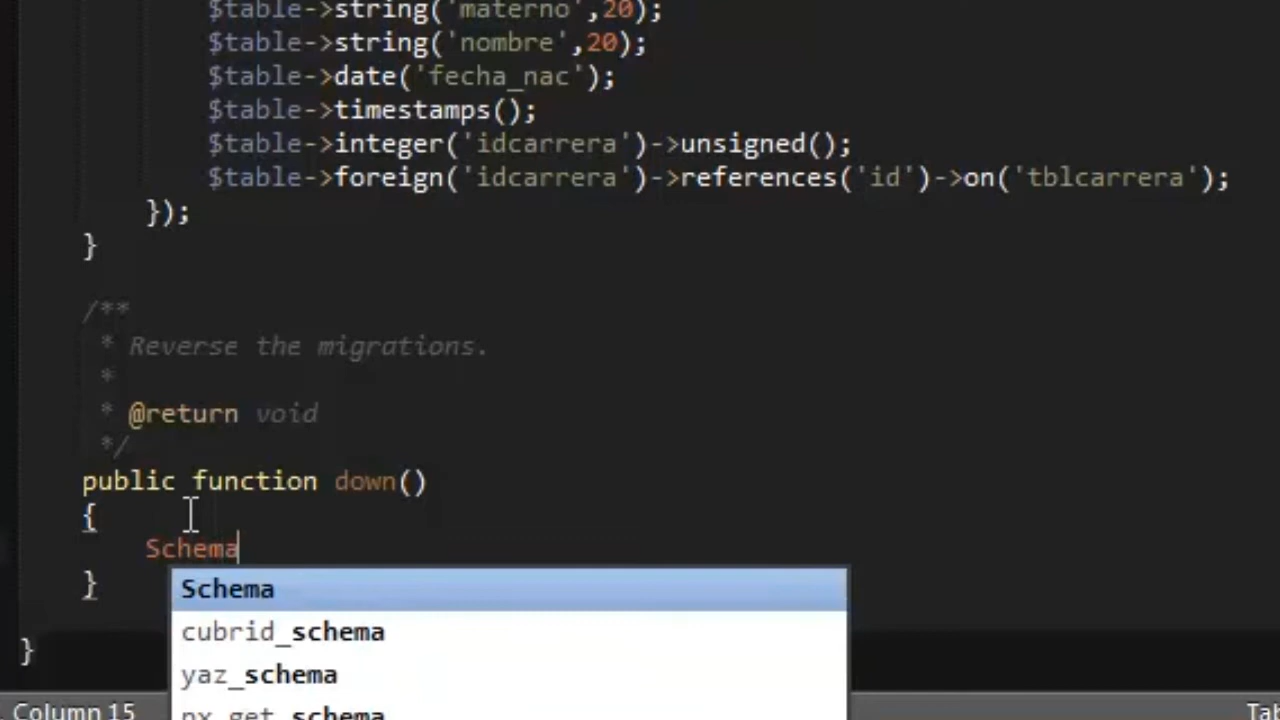 $table->string('materno',20);
$table->string('nombre',20);
$table->date('fecha_nac');
$table->timestamps();
$table->integer('idcarrera')->unsigned();
$table->foreign('idcarrera')->references('id')->on('tblcarrera');
});
}
/**
* Reverse the migrations.
*
* @return void
*/
public function down()
{
Schema
}
Schema
cubrid_schema
yaz_schema
px_get_schema
}
Column 15